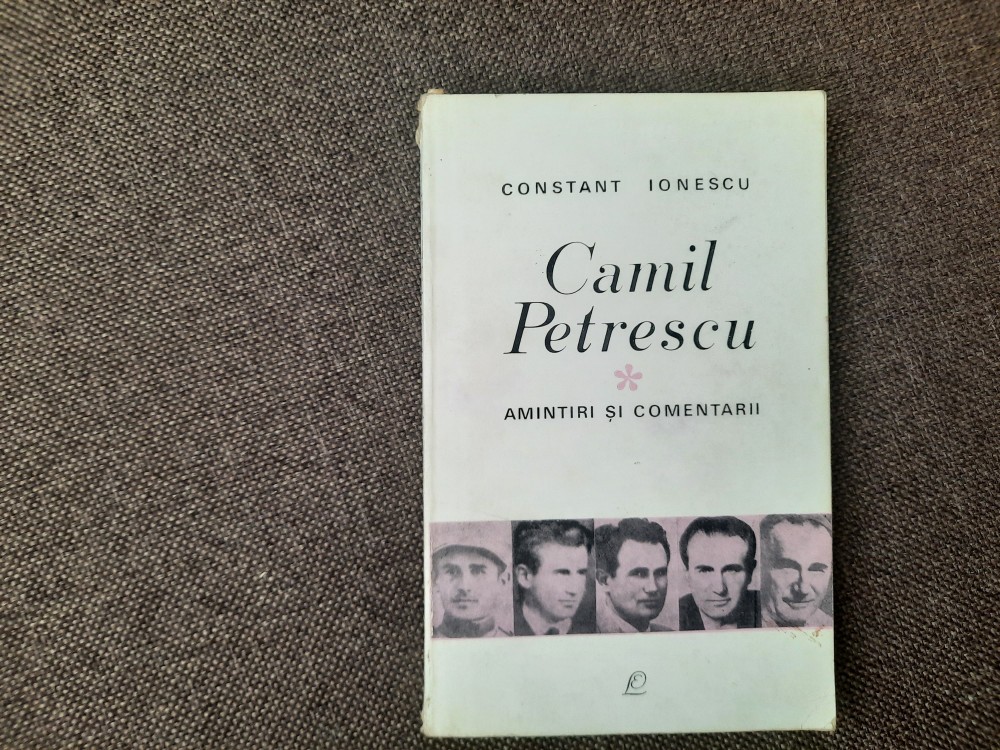 CONSTANT IONESCU
Camil
Petrescu
*
AMINTIRI ȘI COMENTARII